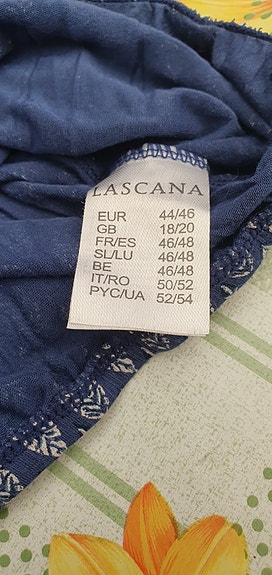 LASCANA
EUR 44/46
GB 18/20
FR/ES 46/48
SL/LU 46/48
BE 46/48
IT/RO 50/52
PYC/UA 52/54